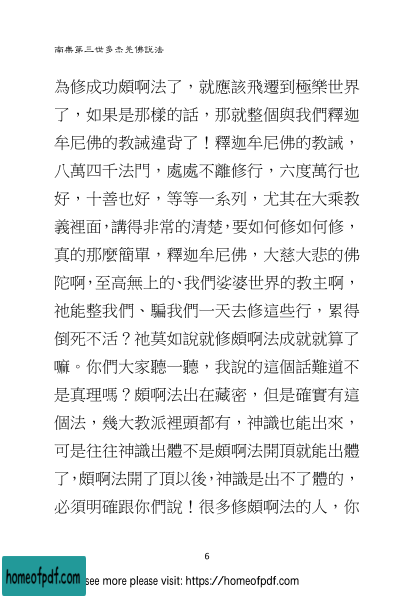 南無第三世多杰羌佛說法
為修成功頗啊法了，就應該飛遷到極樂世界
了，如果是那樣的話，那就整個與我們釋迦
牟尼佛的教誡違背了！釋迦牟尼佛的教誡，
八萬四千法門，處處不離修行，六度萬行也
好，十善也好，等等一系列，尤其在大乘教
義裡面，講得非常的清楚，要如何修如何修，
真的那麼簡單，釋迦牟尼佛，大慈大悲的佛
陀啊，至高無上的、我們娑婆世界的教主啊，
祂能整我們、騙我們一天去修這些行，累得
倒死不活？祂莫如說就修頗啊法成就就算了
嘛。你們大家聽一聽，我說的這個話難道不
是真理嗎？頗啊法出在藏密，但是確實有這
個法，幾大教派裡頭都有，神識也能出來，
可是往往神識出體不是頗啊法開頂就能出體
了，頗啊法開了頂以後，神識是出不了體的，
必須明確跟你們說！很多修頗啊法的人，你
6
homeofpdf.com
see more please visit: https://homeofpdf.com